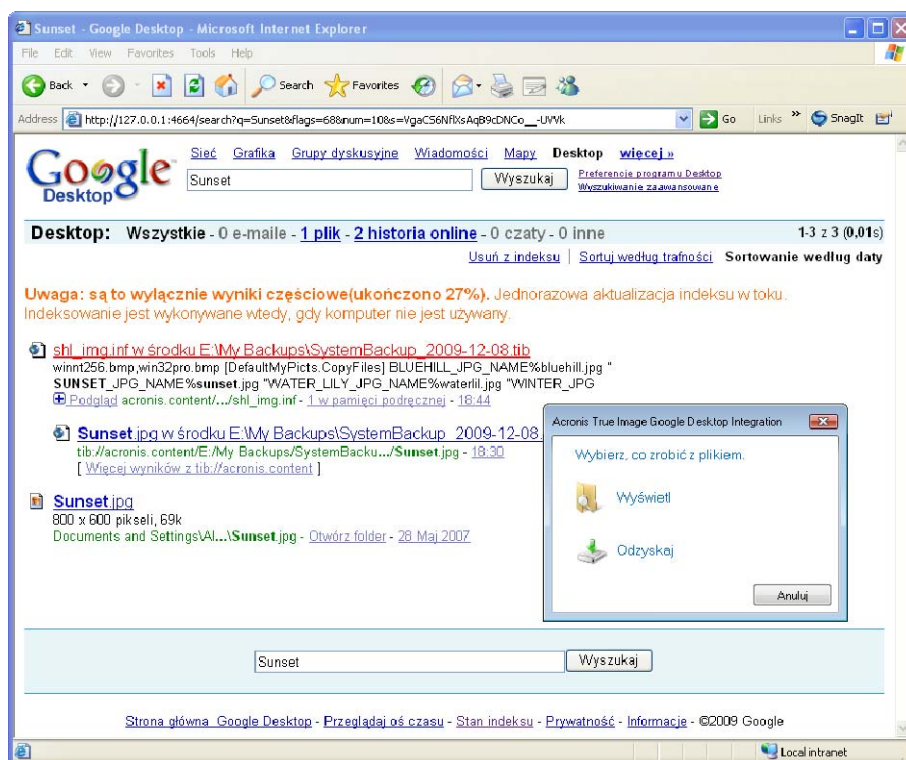 Sunset - Google Desktop - Microsoft Internet Explorer
File Edit View Favorites Tools Help
Back Search Favorites
Address http://127.0.0.1:4664/search?q=Sunset&flags=68&num=10&s=VgaCS6NflXsAqB9cDNCo__-UVVk Go Links » SnagIt
Google Desktop
Sieć Grafika Grupy dyskusyjne Wiadomości Mapy Desktop więcej »
Sunset Wyszukaj Preferencje programu Desktop
Wyszukiwanie zaawansowane
Desktop: Wszystkie - 0 e-maile - 1 plik - 2 historia online - 0 czaty - 0 inne 1-3 z 3 (0,01s)
Usuń z indeksu | Sortuj według trafności Sortowanie według daty
Uwaga: są to wyłącznie wyniki częściowe(ukończono 27%). Jednorazowa aktualizacja indeksu w toku.
Indeksowanie jest wykonywane wtedy, gdy komputer nie jest używany.
shl_img.inf w środku E:\My Backups\SystemBackup_2009-12-08.tib
winnt256.bmp,win32pro.bmp [DefaultMyPicts.CopyFiles] BLUEHILL_JPG_NAME%bluehill.jpg "
SUNSET_JPG_NAME%sunset.jpg "WATER_LILY_JPG_NAME%waterlil.jpg "WINTER_JPG
Podgląd acronis.content/.../shl_img.inf - 1 w pamięci podręcznej - 18:44
Sunset.jpg w środku E:\My Backups\SystemBackup_2009-12-08.
tib://acronis.content/E:/My Backups/SystemBacku.../Sunset.jpg - 18:30
[ Więcej wyników z tib://acronis.content ]
Sunset.jpg
800 x 600 pikseli, 69k
Documents and Settings\Al...\Sunset.jpg - Otwórz folder - 28 Maj 2007
Acronis True Image Google Desktop Integration
Wybierz, co zrobić z plikiem.
Wyświetl
Odzyskaj
Anuluj
Sunset Wyszukaj
Strona główna Google Desktop - Przeglądaj oś czasu - Stan indeksu - Prywatność - Informacje - ©2009 Google
Local intranet